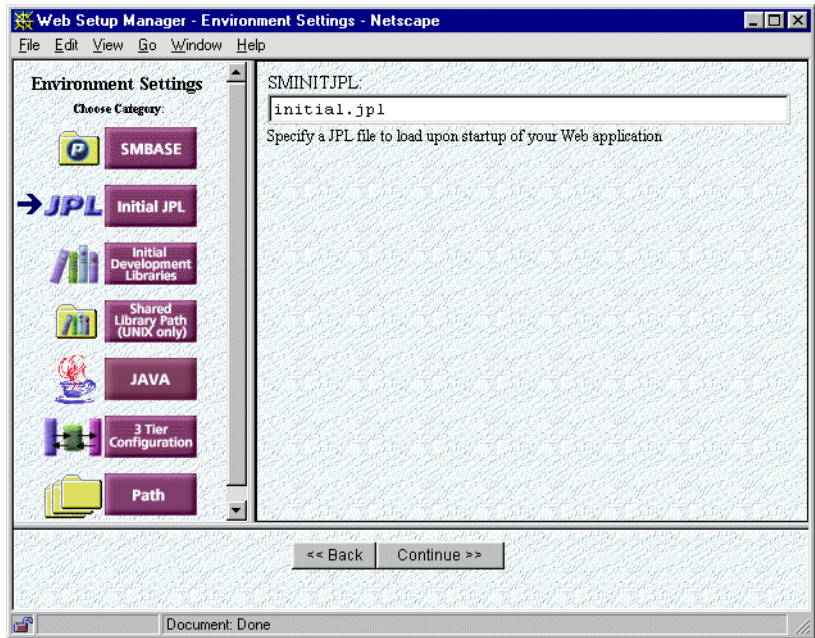 Web Setup Manager - Environment Settings - Netscape
File Edit View Go Window Help
Environment Settings
Choose Category:
P
SMBASE
JPL
Initial JPL
Initial
Development
Libraries
Shared
Library Path
(UNIX only)
JAVA
3 Tier
Configuration
Path
SMINITJPL:
initial.jpl
Specify a JPL file to load upon startup of your Web application
<< Back
Continue >>
Document: Done